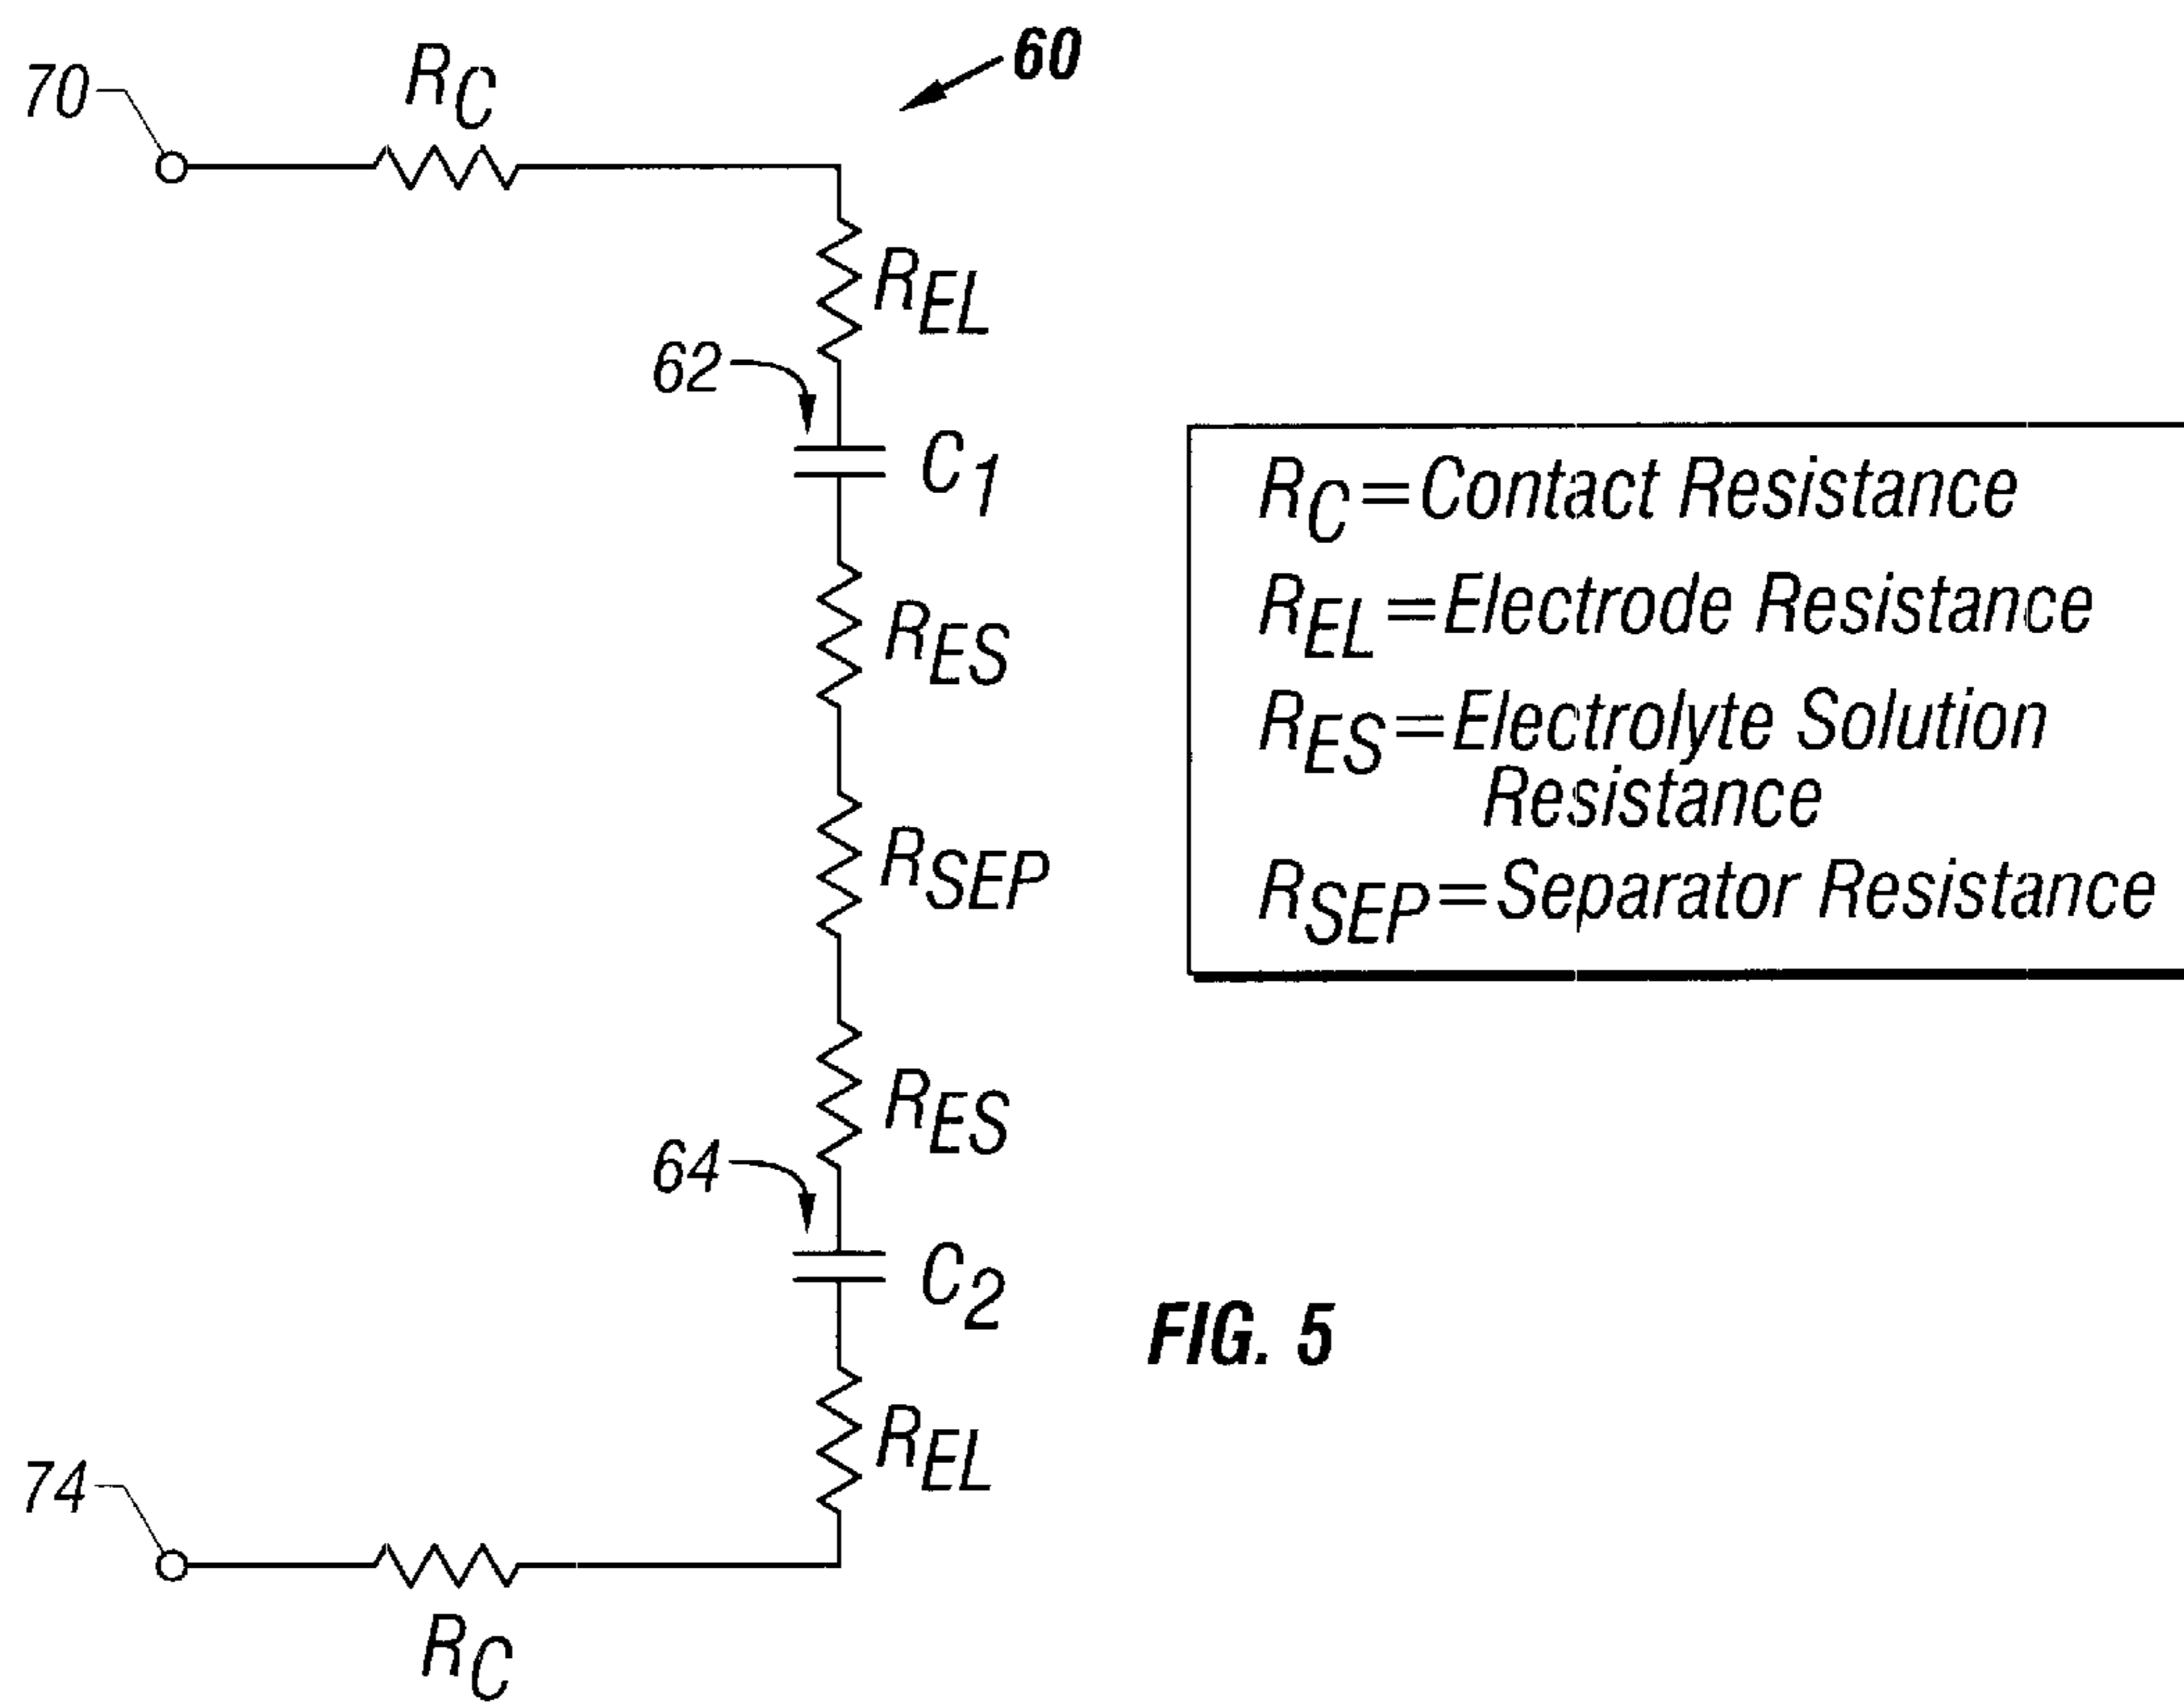 60
70
RC
REL
62
C1
RES
RSEP
RES
64
C2
REL
74
RC
RC=Contact Resistance
REL=Electrode Resistance
RES=Electrolyte Solution
Resistance
RSEP=Separator Resistance
FIG. 5